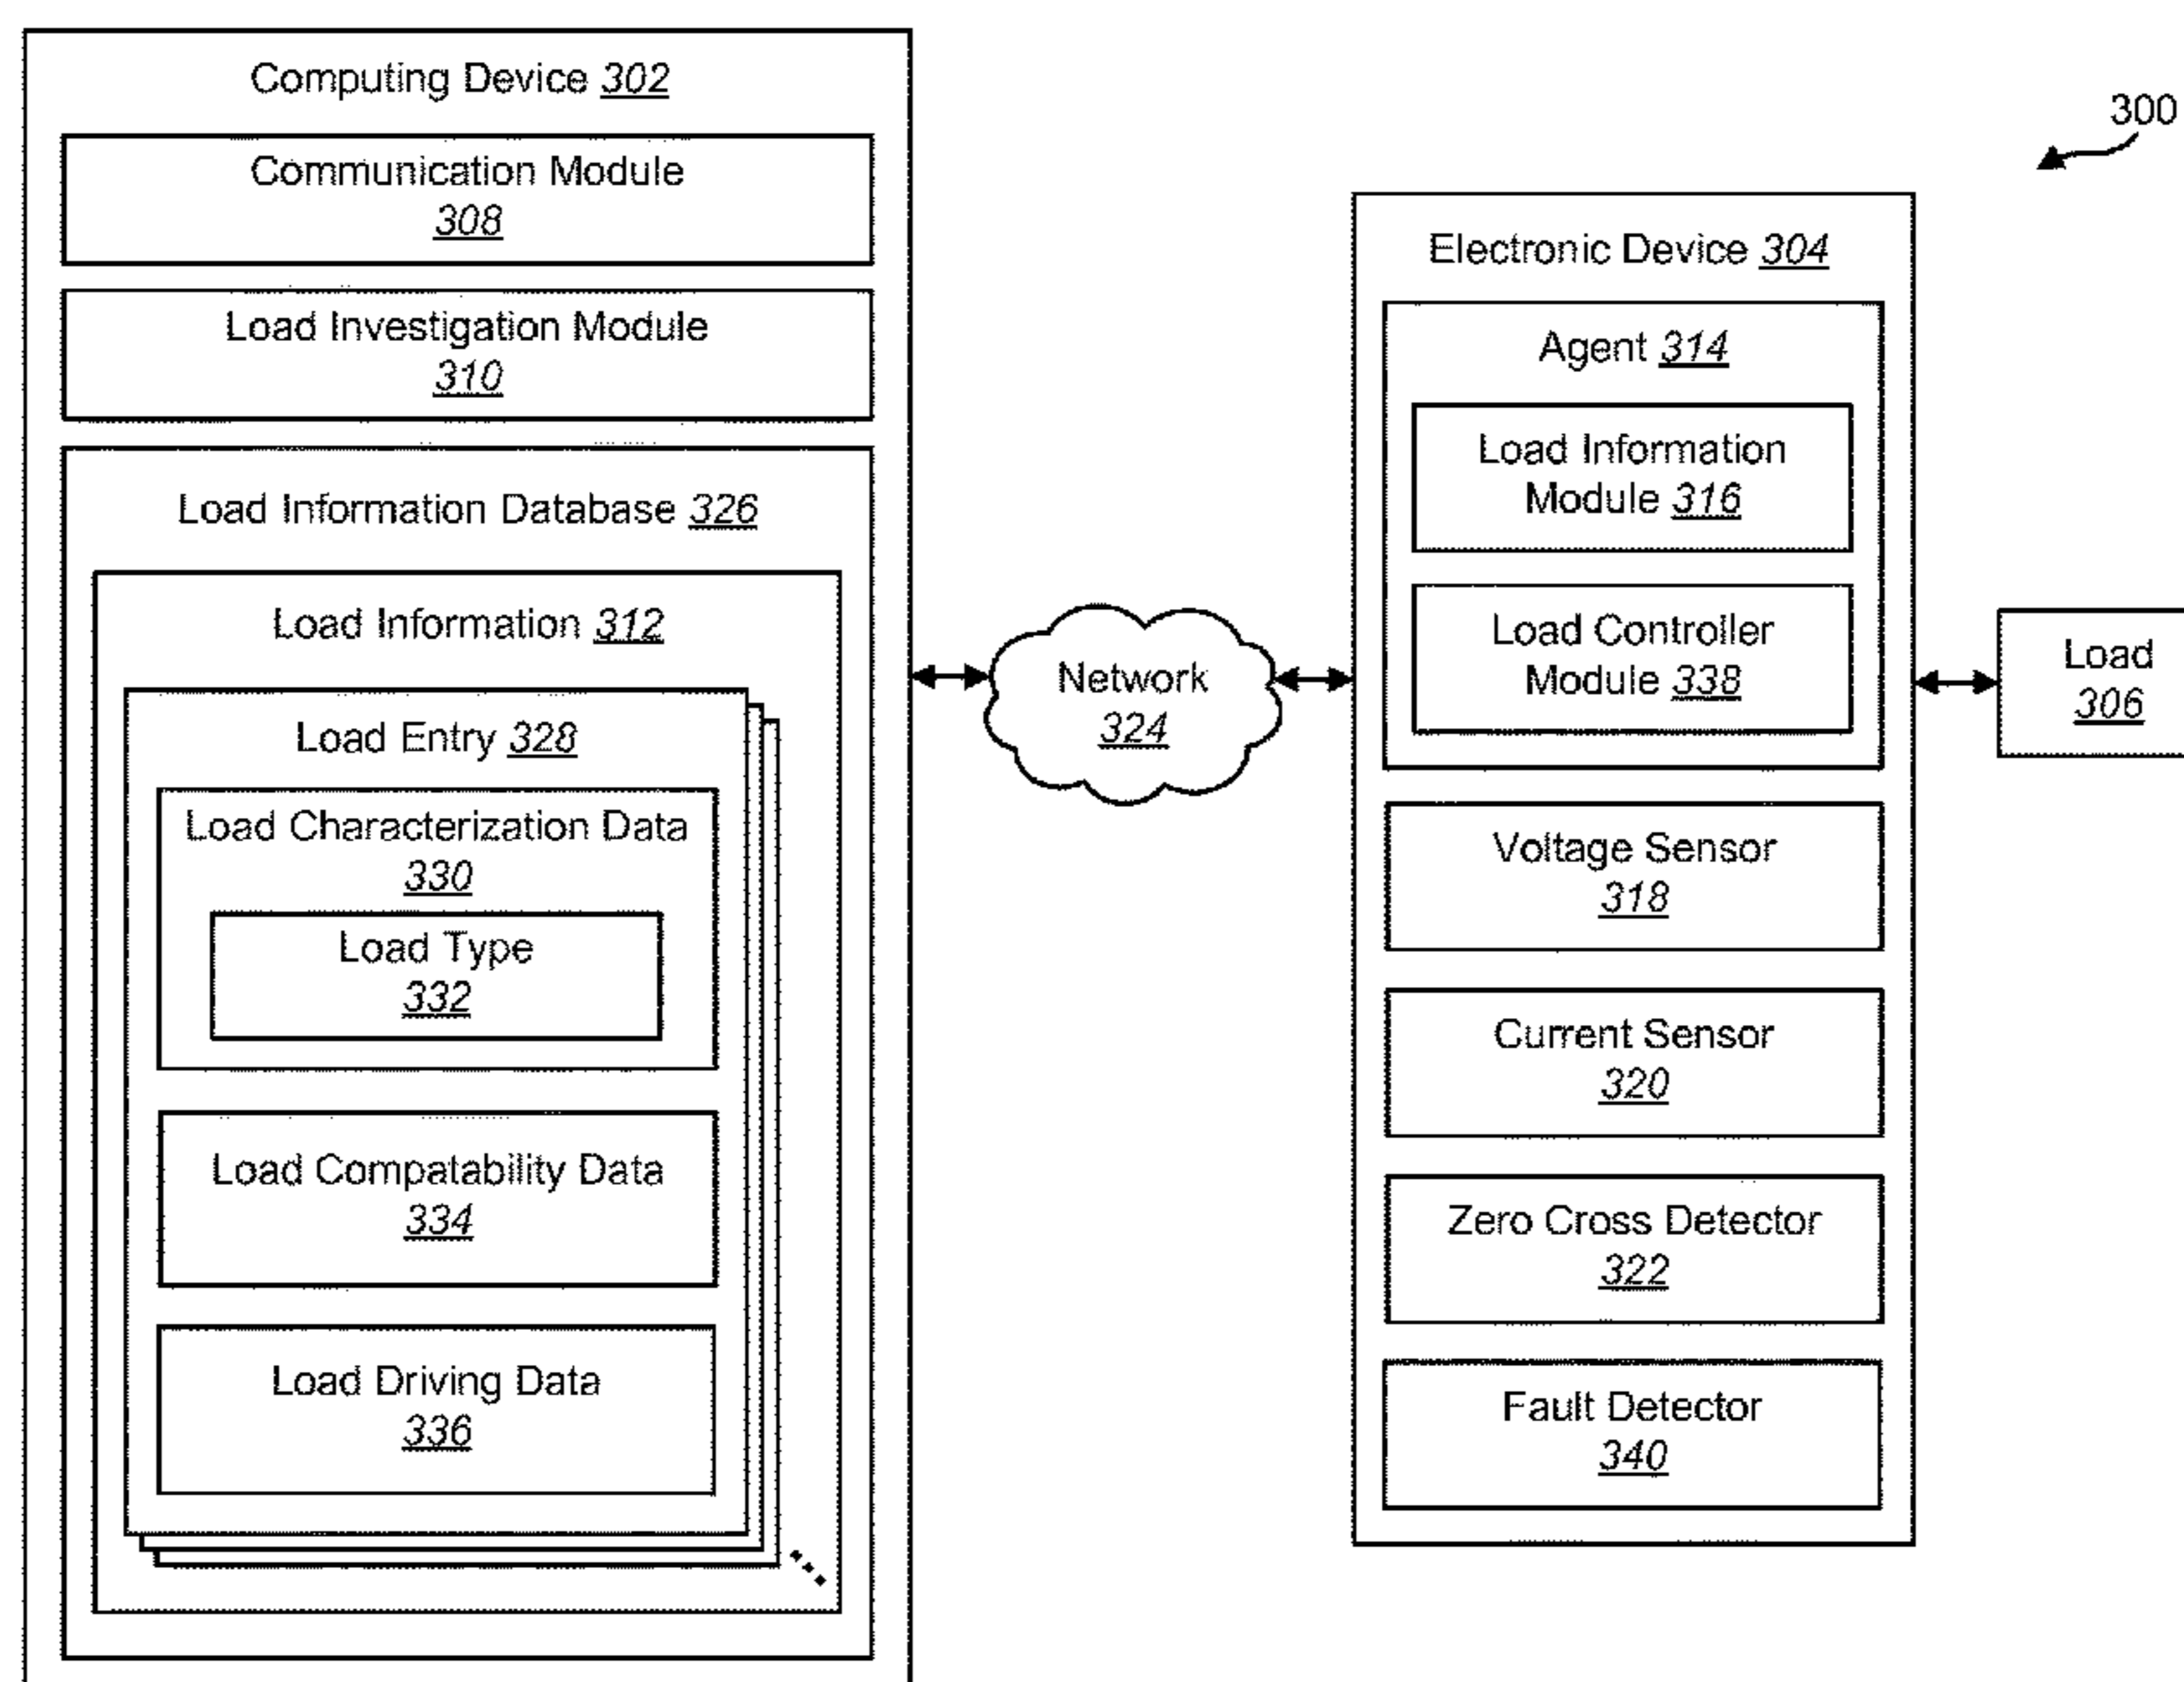 Computing Device 302
Communication Module
308
Load Investigation Module
310
Load Information Database 326
Load Information 312
Load Entry 328
Load Characterization Data
330
Load Type
332
Load Compatability Data
334
Load Driving Data
336
Network
324
300
Electronic Device 304
Agent 314
Load Information
Module 316
Load Controller
Module 338
Voltage Sensor
318
Current Sensor
320
Zero Cross Detector
322
Fault Detector
340
Load
306